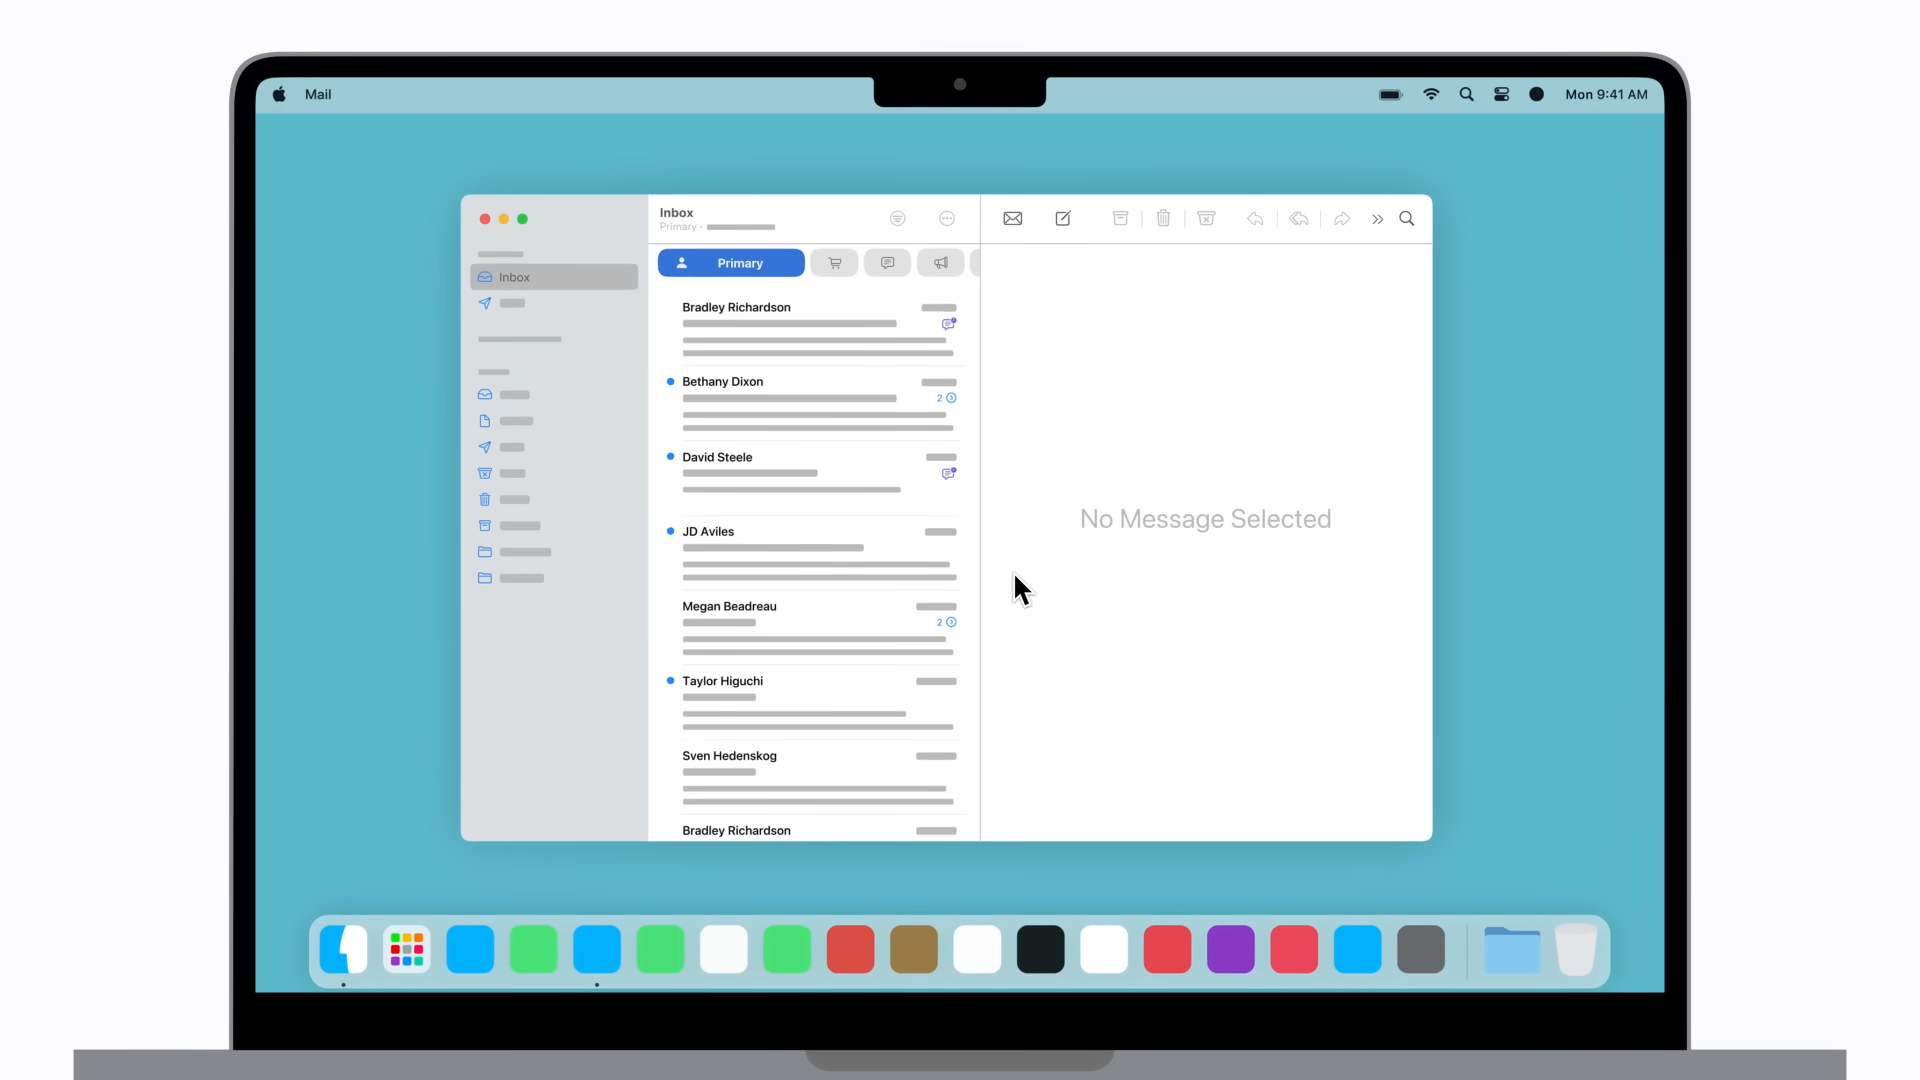 Mail
Mon 9:41 AM
Inbox
Primary -
Inbox
Primary
Bradley Richardson
Bethany Dixon
2
David Steele
JD Aviles
Megan Beadreau
2
Taylor Higuchi
Sven Hedenskog
Bradley Richardson
No Message Selected